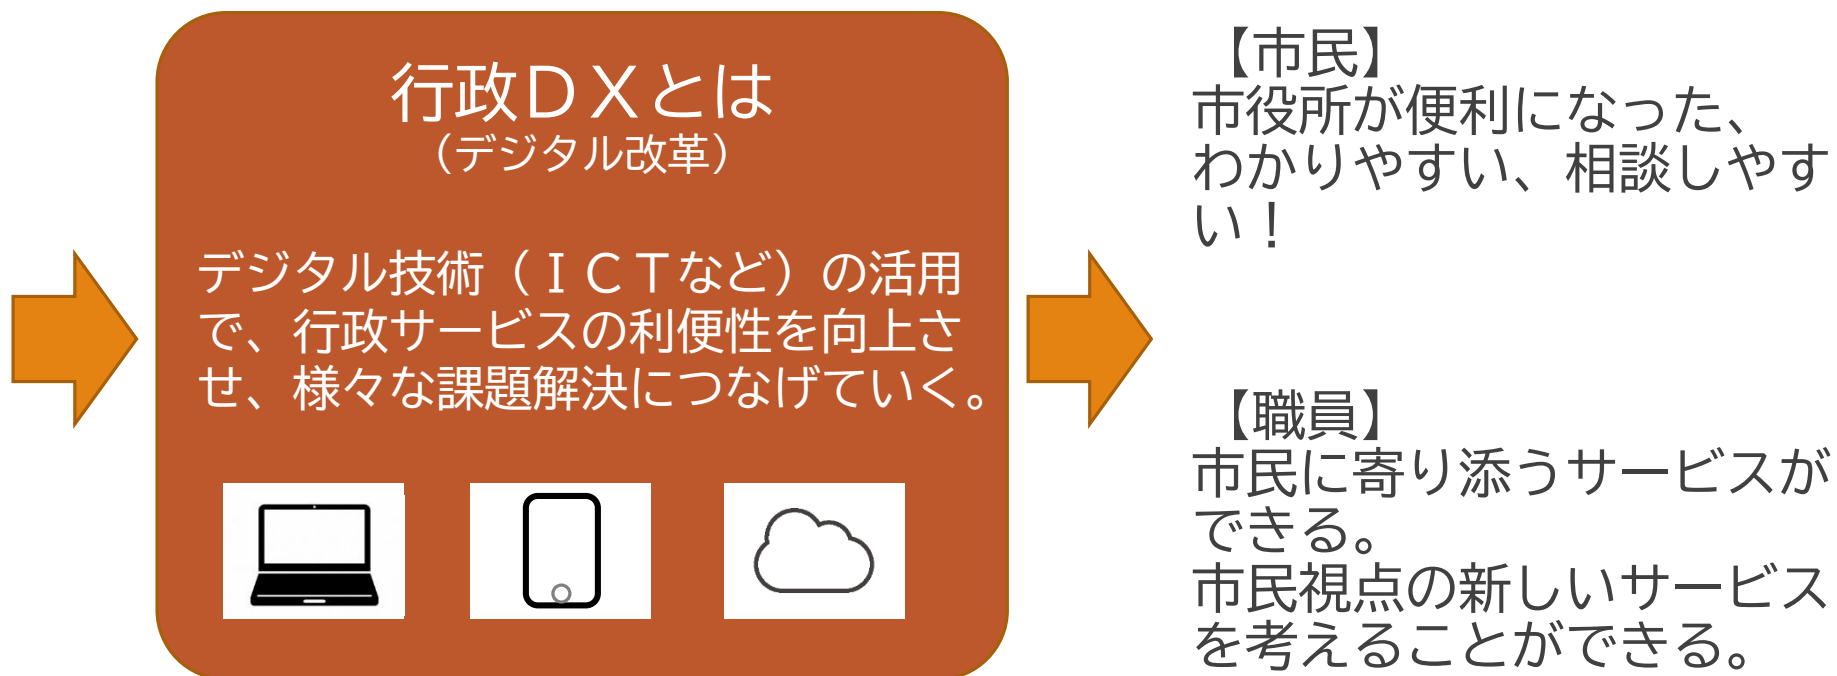 行政ＤＸとは
（デジタル改革）
デジタル技術（ＩＣＴなど）の活用
で、行政サービスの利便性を向上さ
せ、様々な課題解決につなげていく。
【市民】
市役所が便利になった、
わかりやすい、相談しやす
い！
【職員】
市民に寄り添うサービスが
できる。
市民視点の新しいサービス
を考えることができる。